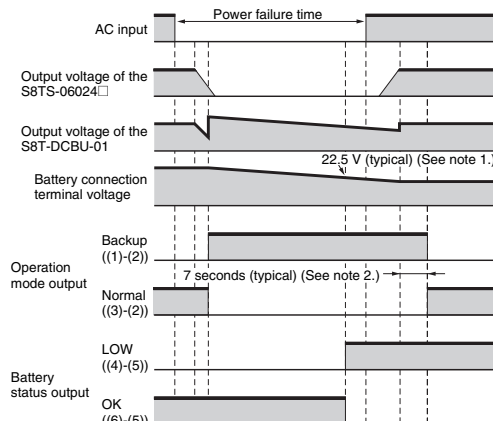 Power failure time
AC input
Output voltage of the
S8TS-06024□
Output voltage of the
S8T-DCBU-01
22.5 V (typical) (See note 1.)
Battery connection
terminal voltage
Backup
((1)-(2))
Operation
mode output
7 seconds (typical) (See note 2.)
Normal
((3)-(2))
LOW
((4)-(5))
Battery
status output
OK
((6)-(5))